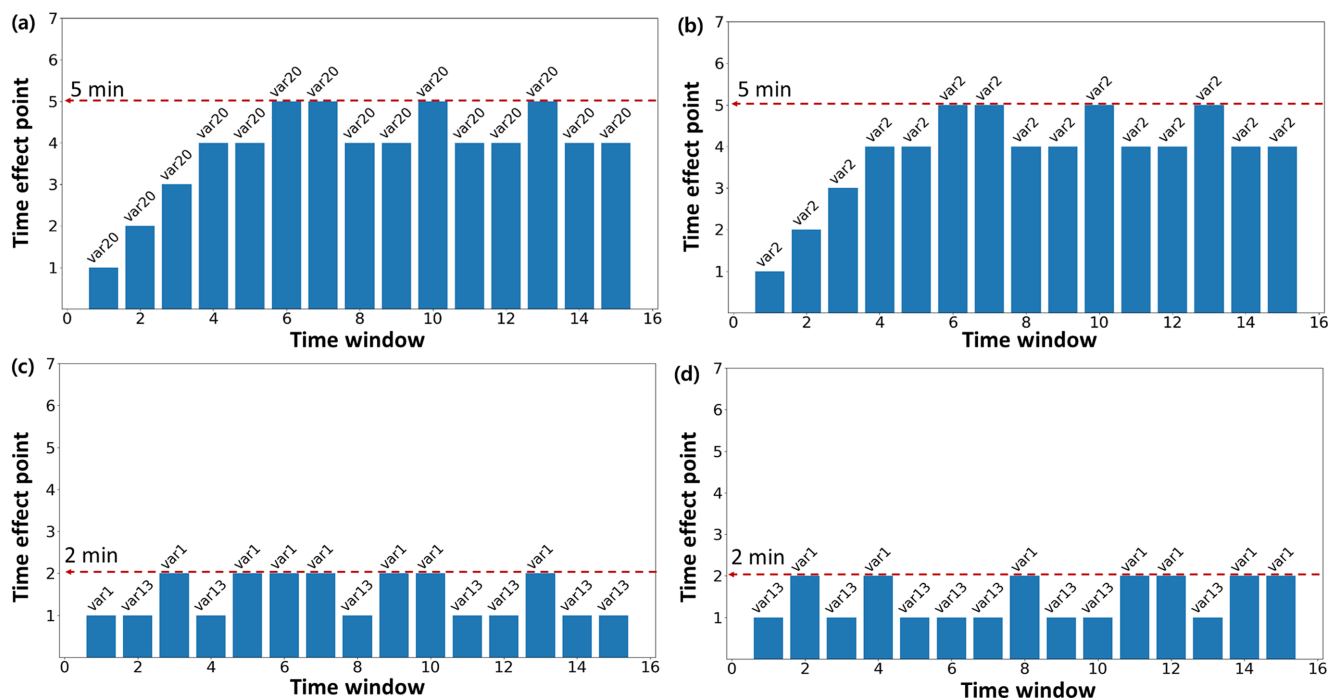 (a)
7
6
5
4
3
2
1
Time effect point
5 min
var20 var20 var20 var20 var20 var20 var20 var20 var20 var20 var20 var20 var20 var20 var20
0 2 4 6 8 10 12 14 16
Time window
(b)
7
6
5
4
3
2
1
Time effect point
5 min
var2 var2 var2 var2 var2 var2 var2 var2 var2 var2 var2 var2 var2 var2 var2
0 2 4 6 8 10 12 14 16
Time window
(c)
7
6
5
4
3
2
1
Time effect point
2 min
var1 var13 var1 var13 var1 var1 var1 var13 var1 var1 var13 var13 var1 var13 var13
0 2 4 6 8 10 12 14 16
Time window
(d)
7
6
5
4
3
2
1
Time effect point
2 min
var13 var1 var13 var1 var13 var13 var13 var1 var13 var13 var1 var1 var13 var1 var1
0 2 4 6 8 10 12 14 16
Time window